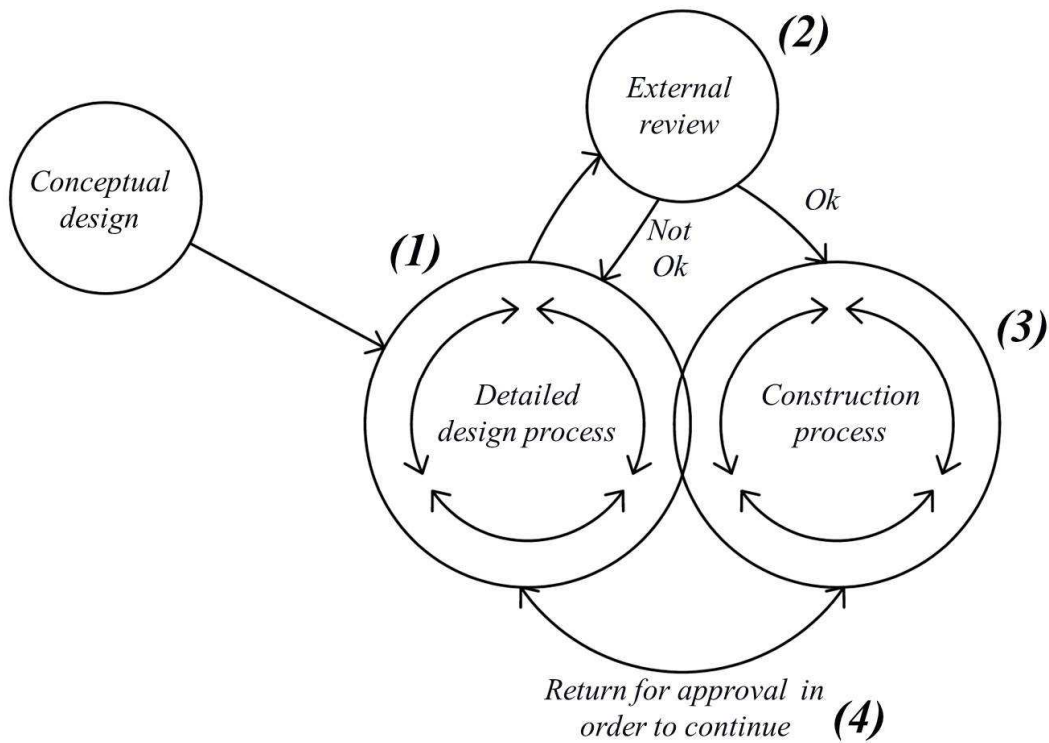 (2)
External
review
Conceptual
design
Ok
Not
Ok
(1)
(3)
Detailed
design process
Construction
process
Return for approval in
order to continue
(4)